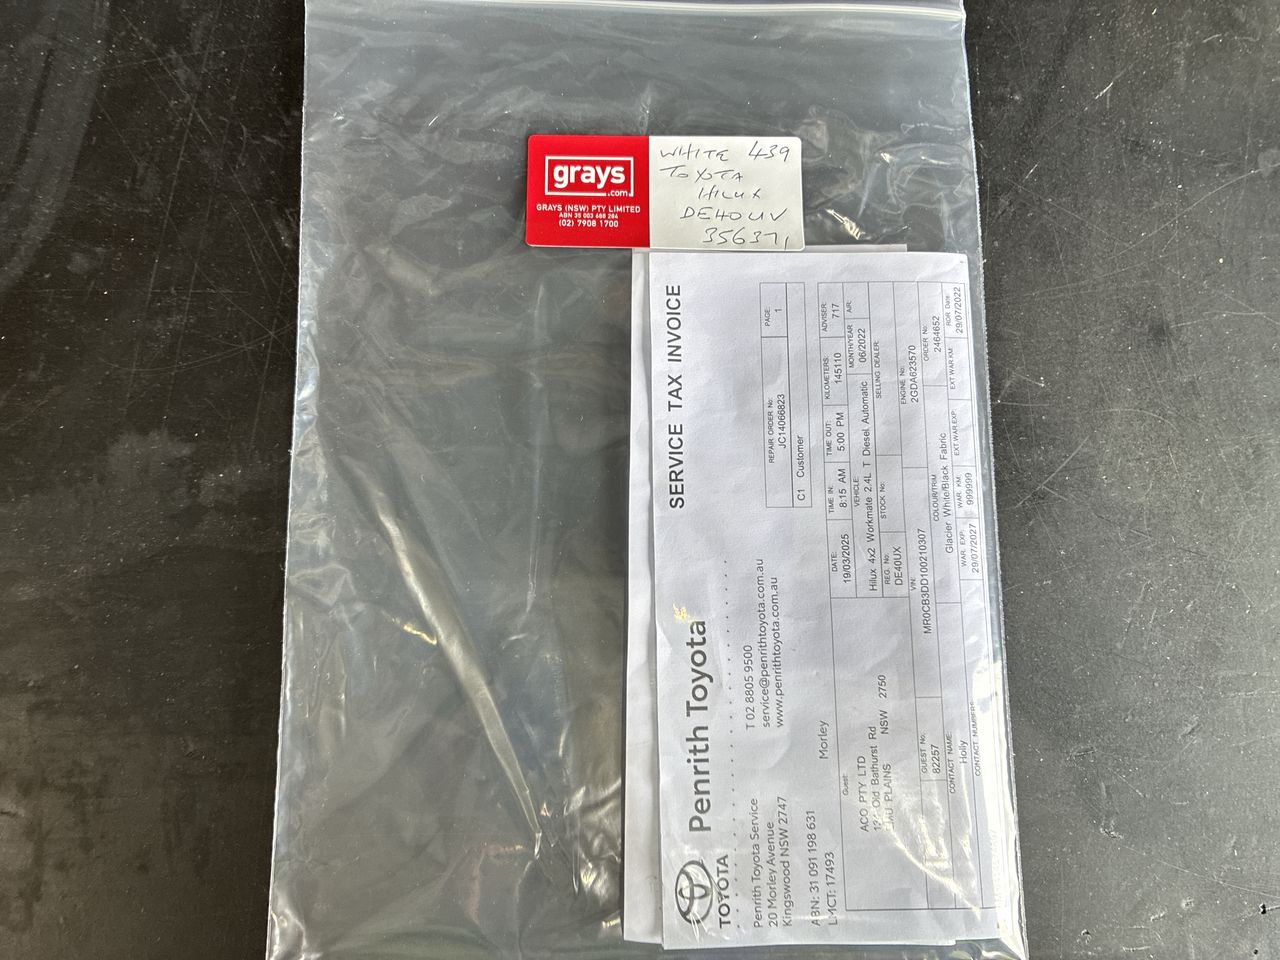 grays
.com
GRAYS (NSW) PTY LIMITED
ABN 35 003 688 284
(02) 7908 1700
WHITE 439
TOYOTA
HILUX
DE40UV
356371
TOYOTA
Penrith Toyota
SERVICE TAX INVOICE
Penrith Toyota Service
20 Morley Avenue
Kingswood NSW 2747
T 02 8805 9500
service@penrithtoyota.com.au
www.penrithtoyota.com.au
ABN: 31 091 198 631
LMCT: 17493
Morley
REPAIR ORDER No: PAGE:
JC14066823 1
C1 Customer
Guest:
ACO PTY LTD
Old Bathurst Rd
PLAINS NSW 2750
DATE: TIME IN: TIME OUT: KILOMETERS: ADVISER:
19/03/2025 8:15 AM 5:00 PM 145110 717
VEHICLE: MONTH/YEAR AIR:
Hilux 4x2 Workmate 2.4L T Diesel Automatic 06/2022
REG. No: STOCK No: SELLING DEALER:
DE40UX
VIN: ENGINE No:
MR0CB3DD100210307 2GDA623570
GUEST No: COLOUR/TRIM ORDER No:
82257 Glacier White/Black Fabric 2464652
CONTACT NAME: WAR. EXP: WAR. KM EXT WAR.EXP: EXT WAR KM RDR Date:
Holly 29/07/2027 999999 29/07/2022
CONTACT NUMBERS